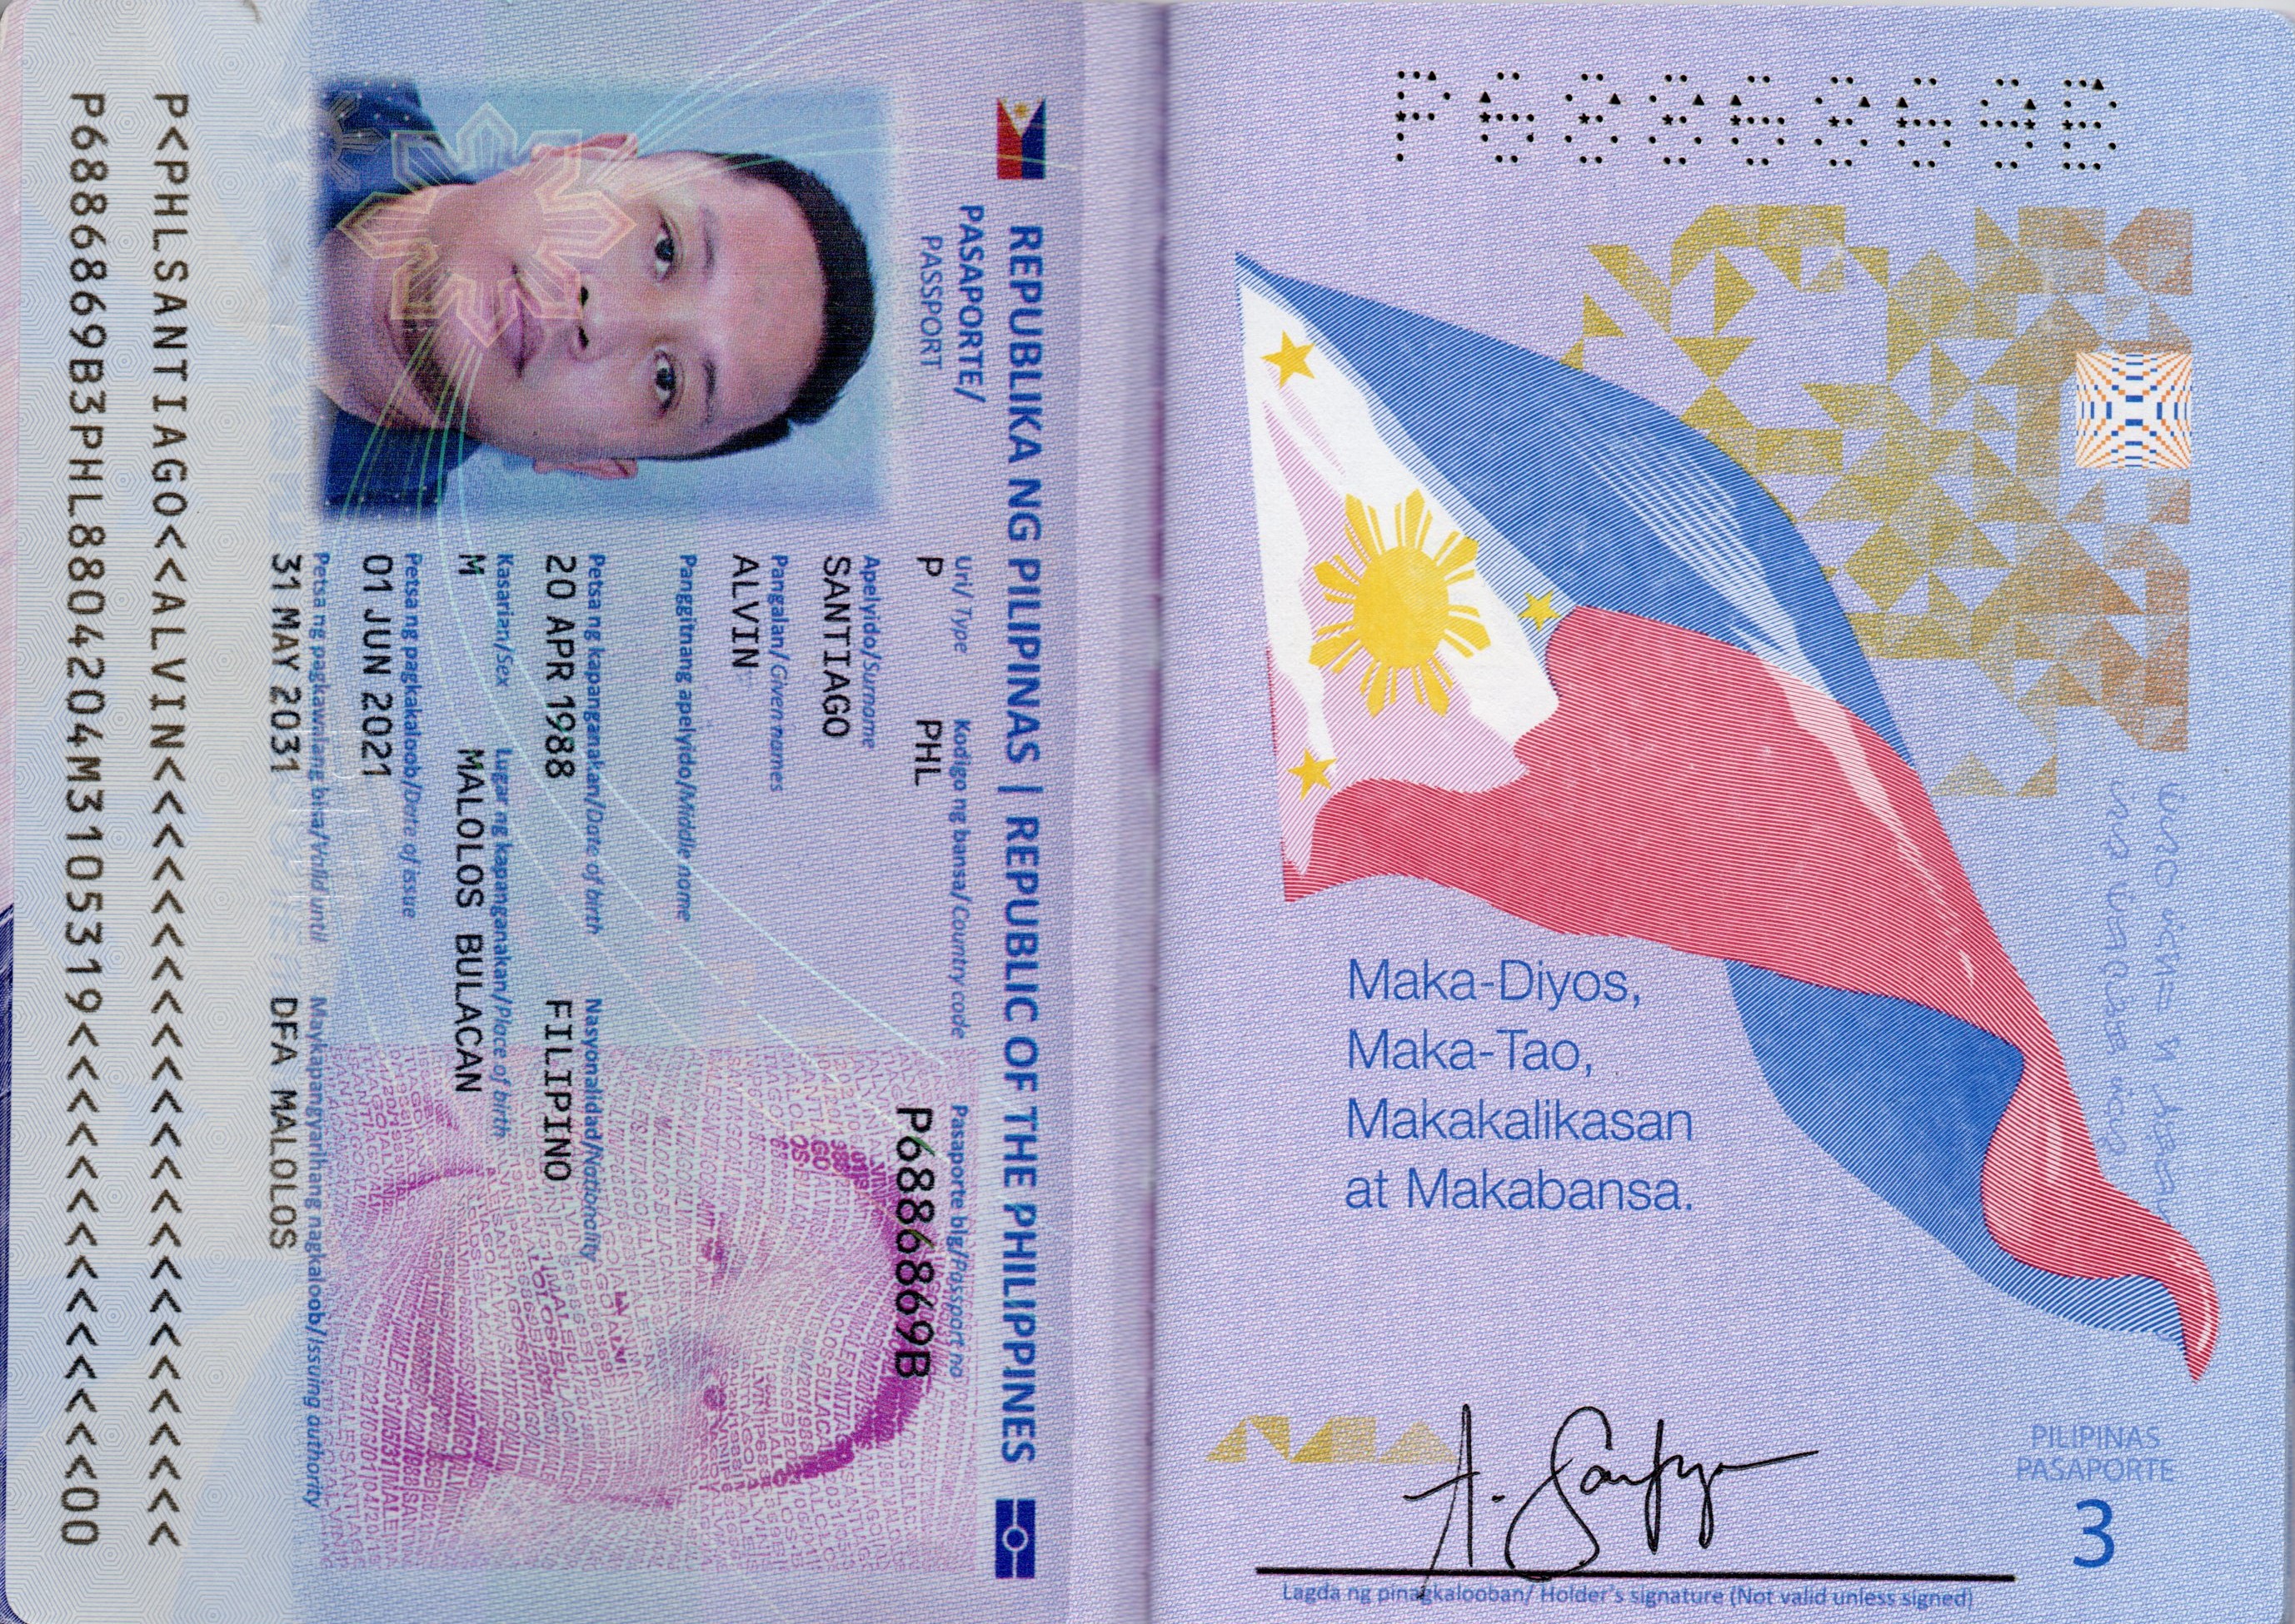 REPUBLIKA NG PILIPINAS | REPUBLIC OF THE PHILIPPINES
PASAPORTE/
PASSPORT
Uri/ Type
Kodigo ng bansa/Country code
Pasaporte blg/Passport no
P
PHL
P6886869B
Apelyido/Surname
SANTIAGO
Pangalan/Given names
ALVIN
Panggitnang apelyido/Middle name
Petsa ng kapanganakan/Date of birth
Nasyonalidad/Nationality
20 APR 1988
FILIPINO
Kasarian/Sex
Lugar ng kapanganakan/Place of birth
M
MALOLOS BULACAN
Petsa ng pagkakaloob/Date of issue
01 JUN 2021
Petsa ng pagkawalang bisa/Valid until
Maykapangyarihang nagkaloob/Issuing authority
31 MAY 2031
DFA MALOLOS
P<PHLSANTIAGO<<ALVIN<<<<<<<<<<<<<<<<<<<<<<<<
P6886869B3PHL8804204M3105319<<<<<<<<<<<<<<00
Maka-Diyos,
Maka-Tao,
Makakalikasan
at Makabansa.
PILIPINAS
PASAPORTE
3
A. Santiago
Lagda ng pinagkalooban/ Holder's signature (Not valid unless signed)